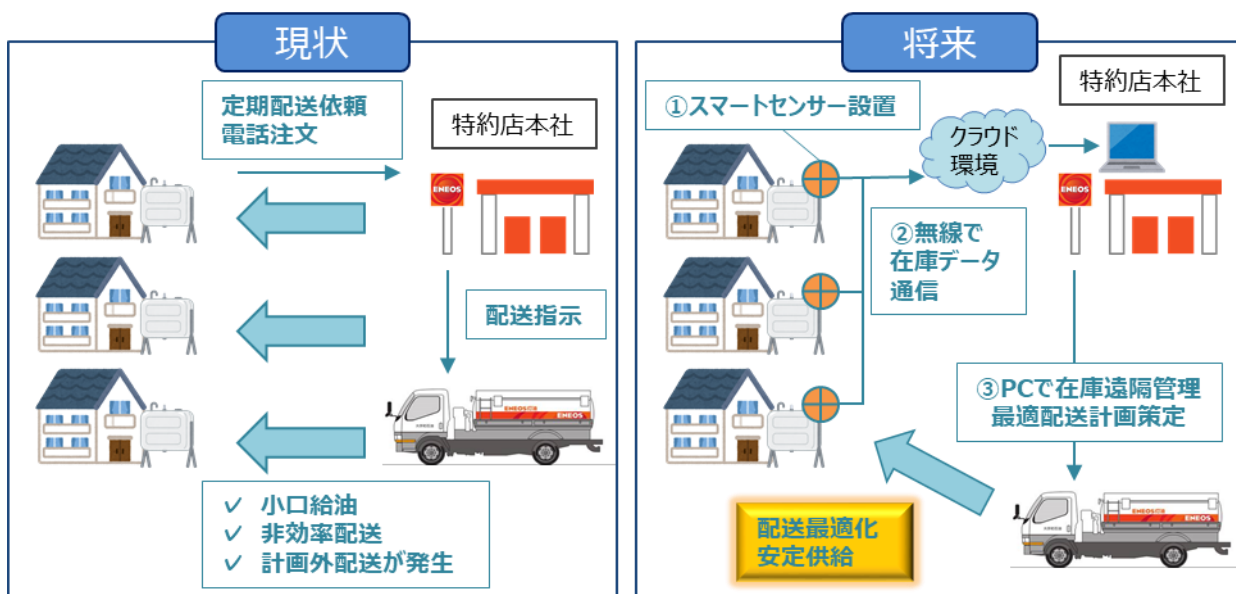 現状
定期配送依頼
電話注文
特約店本社
ENEOS
配送指示
ENEOS
✓ 小口給油
✓ 非効率配送
✓ 計画外配送が発生
将来
特約店本社
①スマートセンサー設置
クラウド
環境
ENEOS
②無線で
在庫データ
通信
③PCで在庫遠隔管理
最適配送計画策定
配送最適化
安定供給
ENEOS